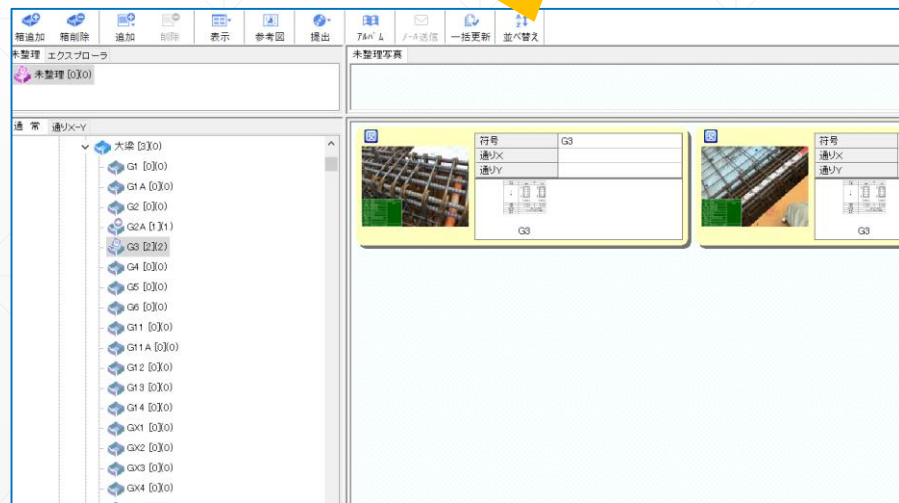 箱追加 箱削除 追加 削除 表示 参考図 提出 ｱﾙﾊﾞﾑ ﾒｰﾙ送信 一括更新 並べ替え
未整理 エクスプローラ
未整理写真
未整理 [0](0)
通 常 通りX-Y
大梁 [3](0)
G1 [0](0)
G1A [0](0)
G2 [0](0)
G2A [1](1)
G3 [2](2)
G4 [0](0)
G5 [0](0)
G6 [0](0)
G11 [0](0)
G11A [0](0)
G12 [0](0)
G13 [0](0)
G14 [0](0)
GX1 [0](0)
GX2 [0](0)
GX3 [0](0)
GX4 [0](0)
図
符号 G3
通りX
通りY
G3
図
符号
通りX
通りY
G3